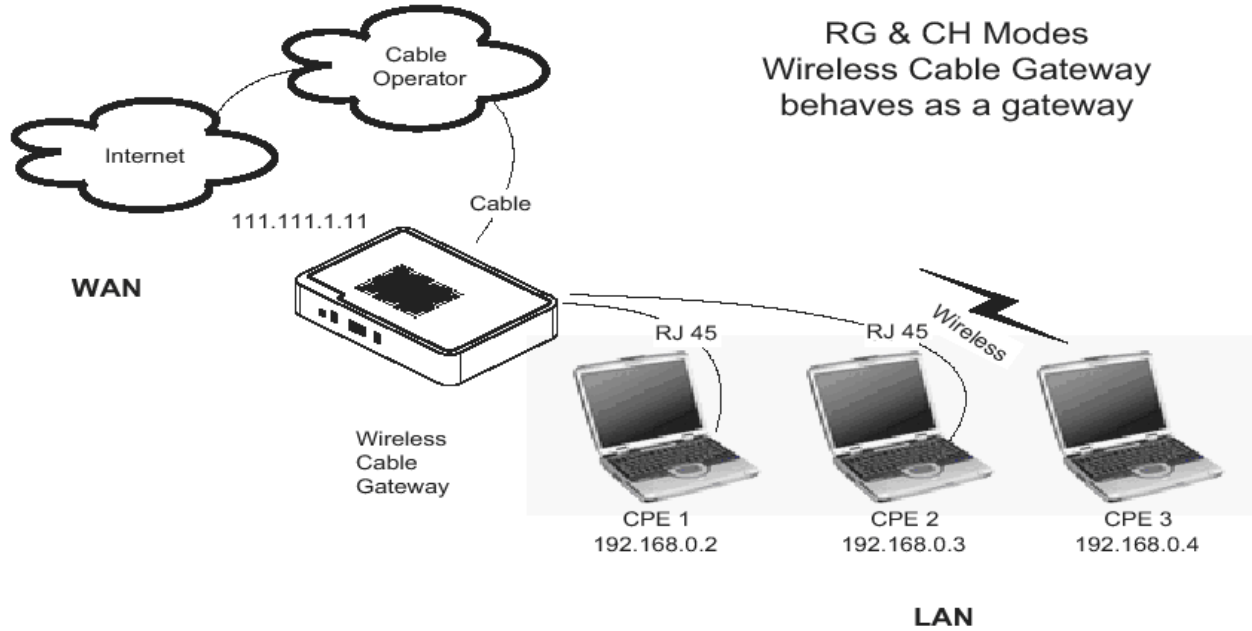 RG & CH Modes
Wireless Cable Gateway
behaves as a gateway
Cable
Operator
Internet
Cable
111.111.1.11
WAN
RJ 45
RJ 45
Wireless
Wireless
Cable
Gateway
CPE 1
192.168.0.2
CPE 2
192.168.0.3
CPE 3
192.168.0.4
LAN